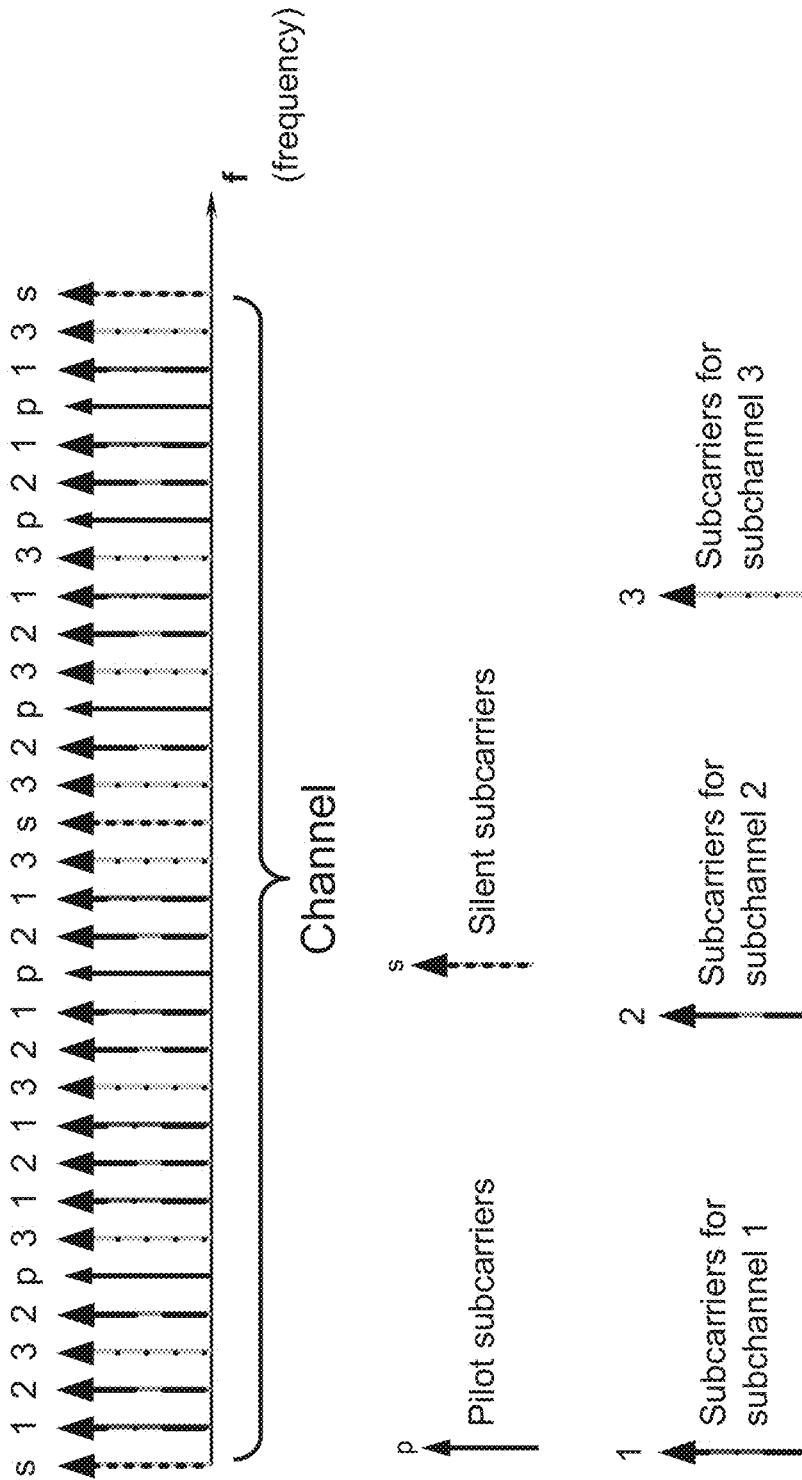 s 1 2 3 2 p 3 1 2 1 3 2 1 p 2 1 3 s 3 2 p 3 2 1 3 p 2 1 p 1 3 s
f
(frequency)
Channel
p
Pilot subcarriers
s
Silent subcarriers
1
Subcarriers for
subchannel 1
2
Subcarriers for
subchannel 2
3
Subcarriers for
subchannel 3